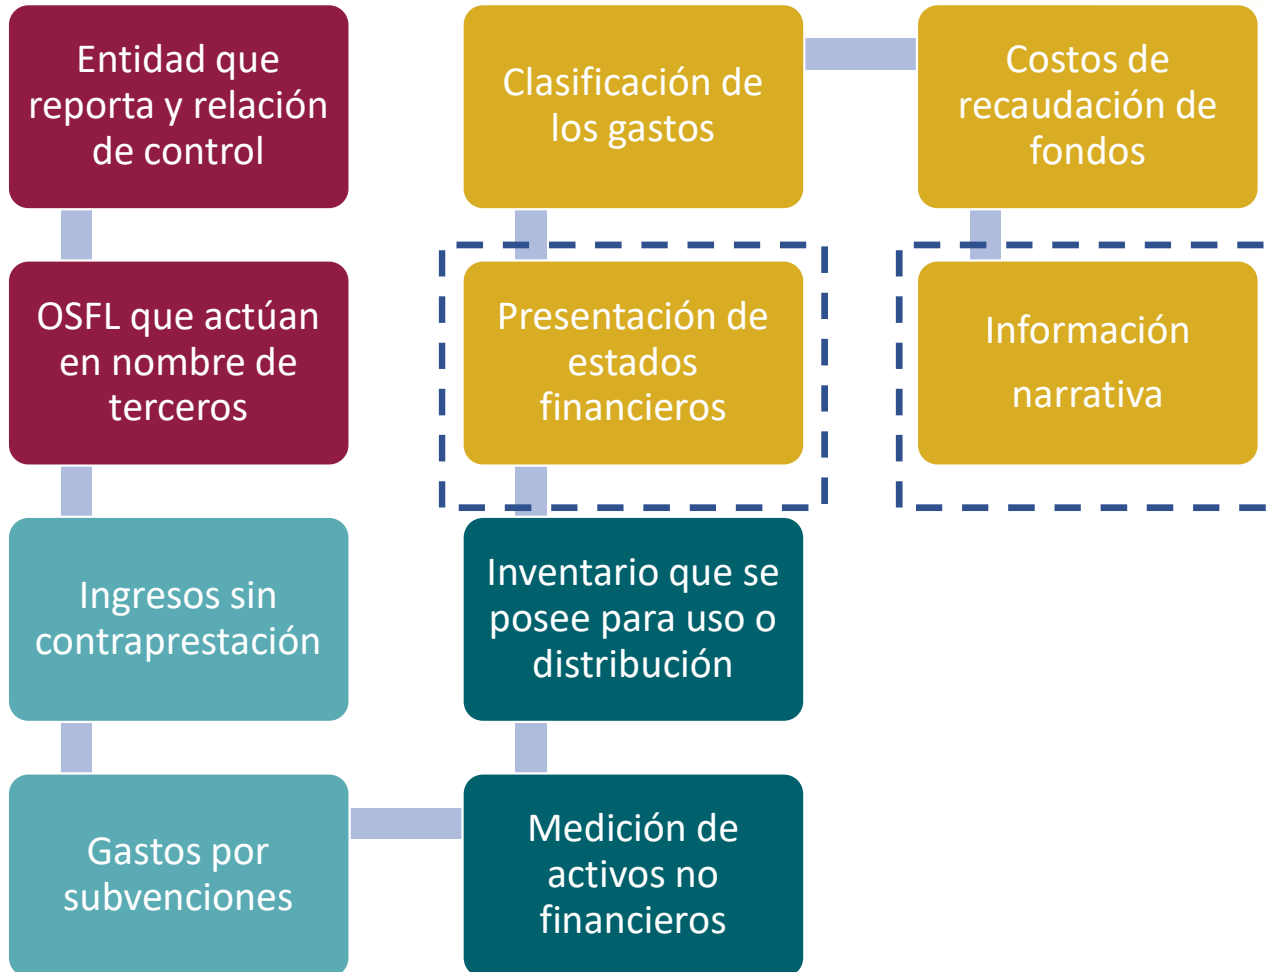 Entidad que
reporta y relación
de control
OSFL que actúan
en nombre de
terceros
Ingresos sin
contraprestación
Gastos por
subvenciones
Medición de
activos no
financieros
Inventario que se
posee para uso o
distribución
Presentación de
estados
financieros
Clasificación de
los gastos
Costos de
recaudación de
fondos
Información
narrativa